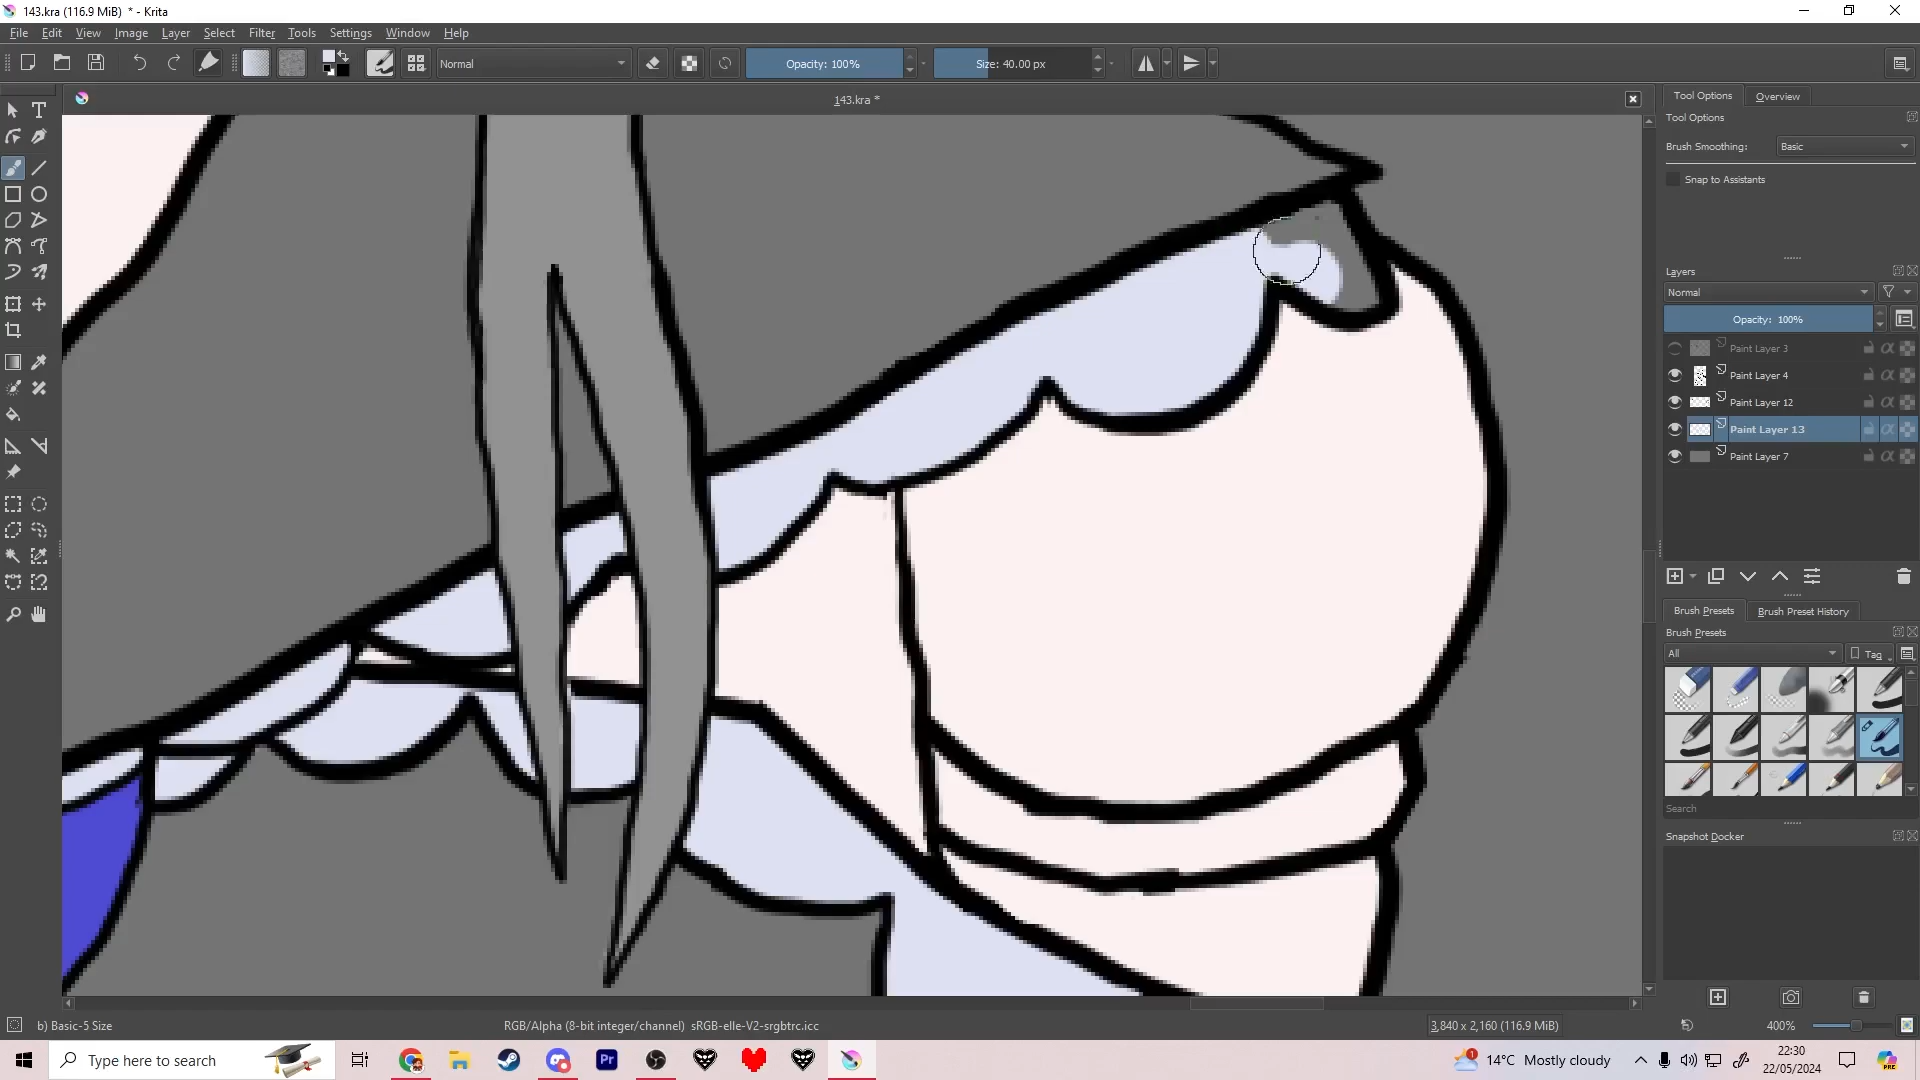 143.kra (116.9 MiB) * - Krita
File Edit View Image Layer Select Filter Tools Settings Window Help
Normal
Opacity: 100%
Size: 40.00 px
143.kra *
Tool Options
Overview
Tool Options
Brush Smoothing:
Basic
Snap to Assistants
Layers
Normal
Opacity: 100%
Paint Layer 3
Paint Layer 4
Paint Layer 12
Paint Layer 13
Paint Layer 7
Brush Presets
Brush Preset History
Brush Presets
All
Tag
Search
Snapshot Docker
b) Basic-5 Size
RGB/Alpha (8-bit integer/channel) sRGB-elle-V2-srgbtrc.icc
3,840 x 2,160 (116.9 MiB)
400%
Type here to search
Pr
1
14°C Mostly cloudy
22:30
22/05/2024
PRE